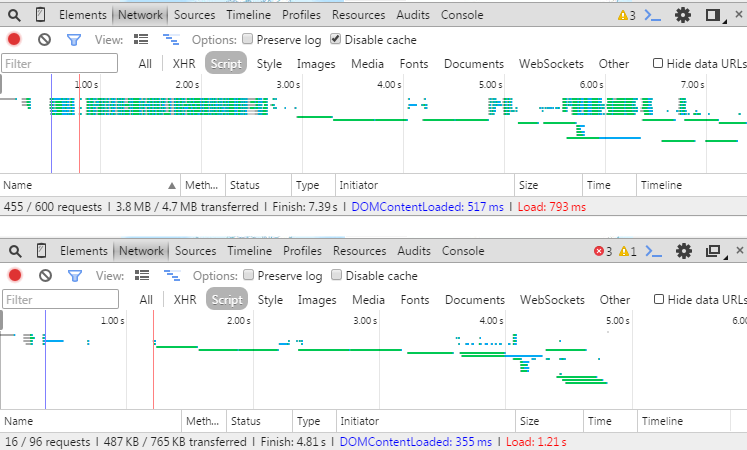 Elements Network Sources Timeline Profiles Resources Audits Console 3
View: Options: Preserve log Disable cache
Filter All XHR Script Style Images Media Fonts Documents WebSockets Other Hide data URLs
1.00 s 2.00 s 3.00 s 4.00 s 5.00 s 6.00 s 7.00 s
Name Meth... Status Type Initiator Size Time Timeline
455 / 600 requests | 3.8 MB / 4.7 MB transferred | Finish: 7.39 s | DOMContentLoaded: 517 ms | Load: 793 ms
Elements Network Sources Timeline Profiles Resources Audits Console 3 1
View: Options: Preserve log Disable cache
Filter All XHR Script Style Images Media Fonts Documents WebSockets Other Hide data URLs
1.00 s 2.00 s 3.00 s 4.00 s 5.00 s 6.00
Name Meth... Status Type Initiator Size Time Timeline
16 / 96 requests | 487 KB / 765 KB transferred | Finish: 4.81 s | DOMContentLoaded: 355 ms | Load: 1.21 s